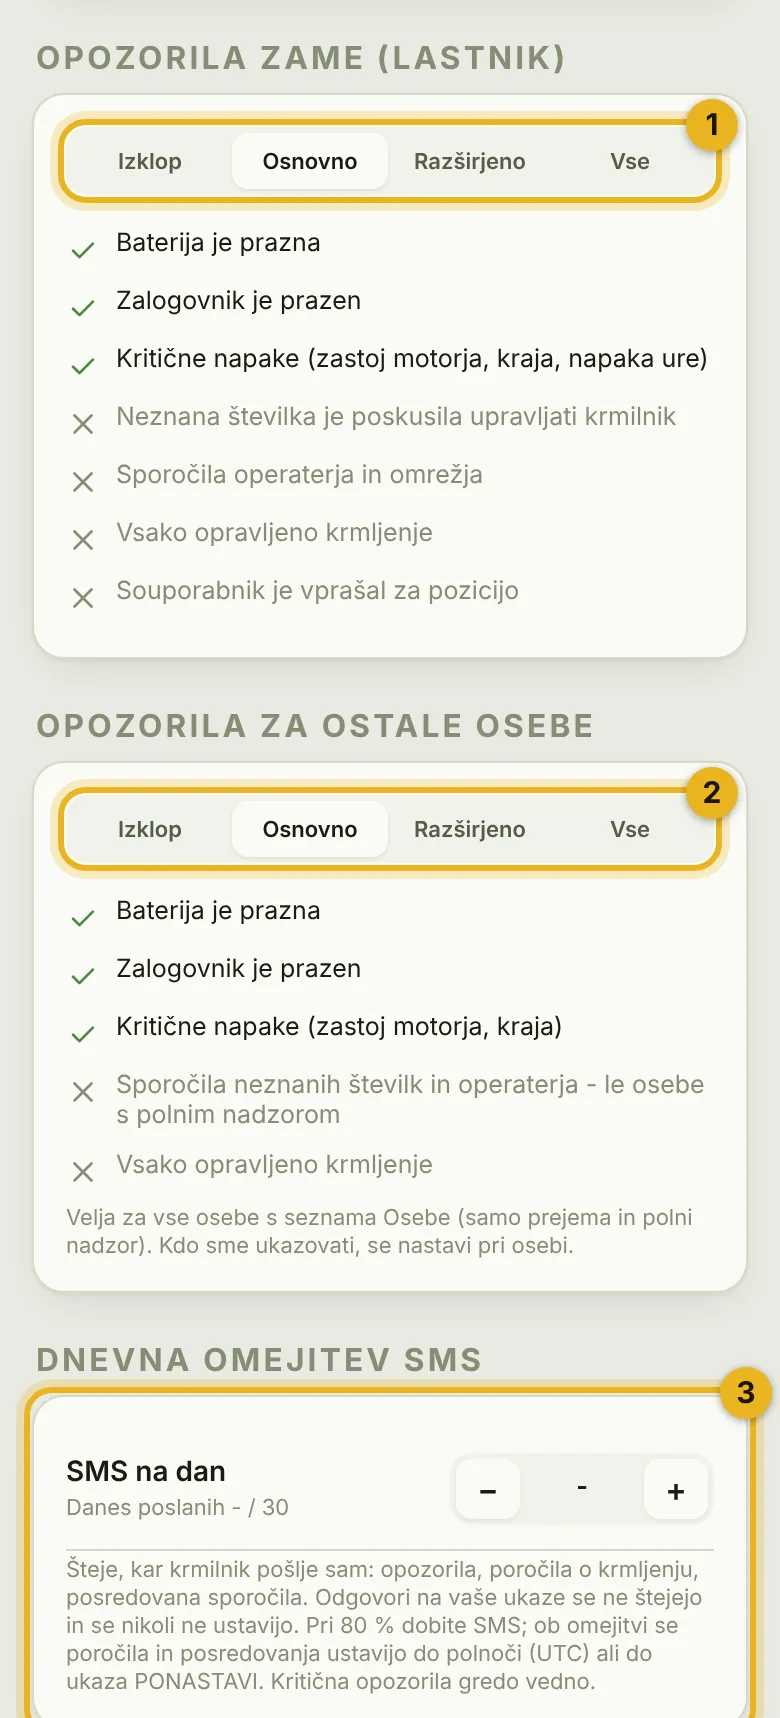 OPOZORILA ZAME (LASTNIK)
1
Izklop Osnovno Razširjeno Vse
Baterija je prazna
Zalogovnik je prazen
Kritične napake (zastoj motorja, kraja, napaka ure)
Neznana številka je poskusila upravljati krmilnik
Sporočila operaterja in omrežja
Vsako opravljeno krmljenje
Souporabnik je vprašal za pozicijo
OPOZORILA ZA OSTALE OSEBE
2
Izklop Osnovno Razširjeno Vse
Baterija je prazna
Zalogovnik je prazen
Kritične napake (zastoj motorja, kraja)
Sporočila neznanih številk in operaterja - le osebe
s polnim nadzorom
Vsako opravljeno krmljenje
Velja za vse osebe s seznama Osebe (samo prejema in polni
nadzor). Kdo sme ukazovati, se nastavi pri osebi.
DNEVNA OMEJITEV SMS
3
SMS na dan
− - +
Danes poslanih - / 30
Šteje, kar krmilnik pošlje sam: opozorila, poročila o krmljenju,
posredovana sporočila. Odgovori na vaše ukaze se ne štejejo
in se nikoli ne ustavijo. Pri 80 % dobite SMS; ob omejitvi se
poročila in posredovanja ustavijo do polnoči (UTC) ali do
ukaza PONASTAVI. Kritična opozorila gredo vedno.